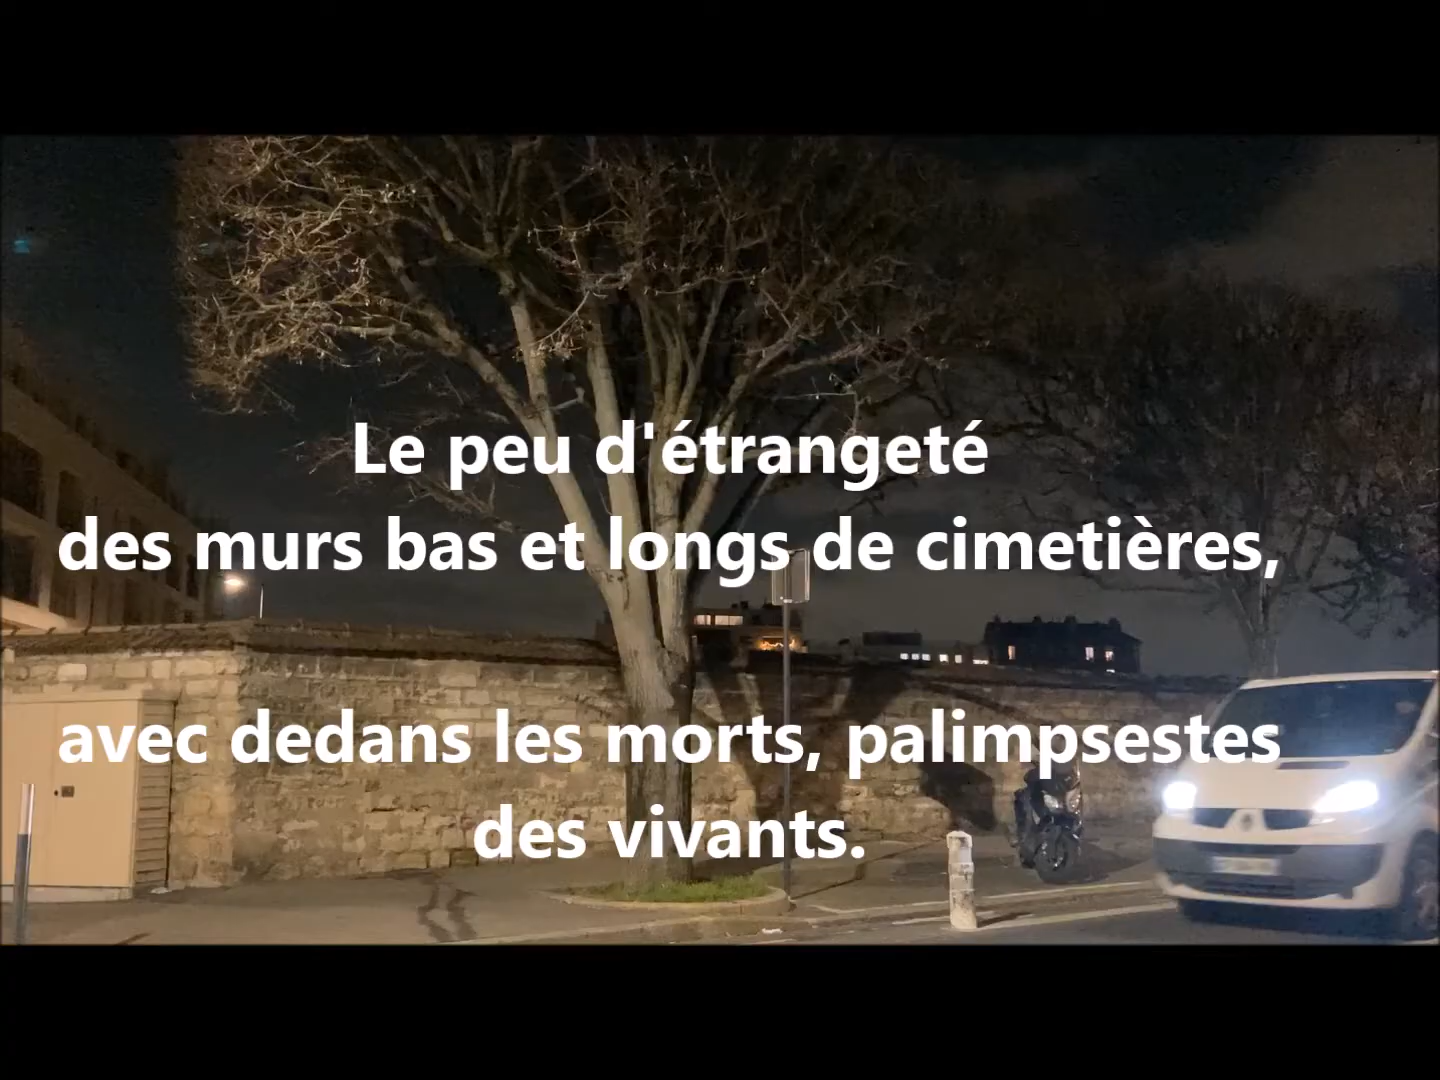 Le peu d'étrangeté
des murs bas et longs de cimetières,
avec dedans les morts, palimpsestes
des vivants.